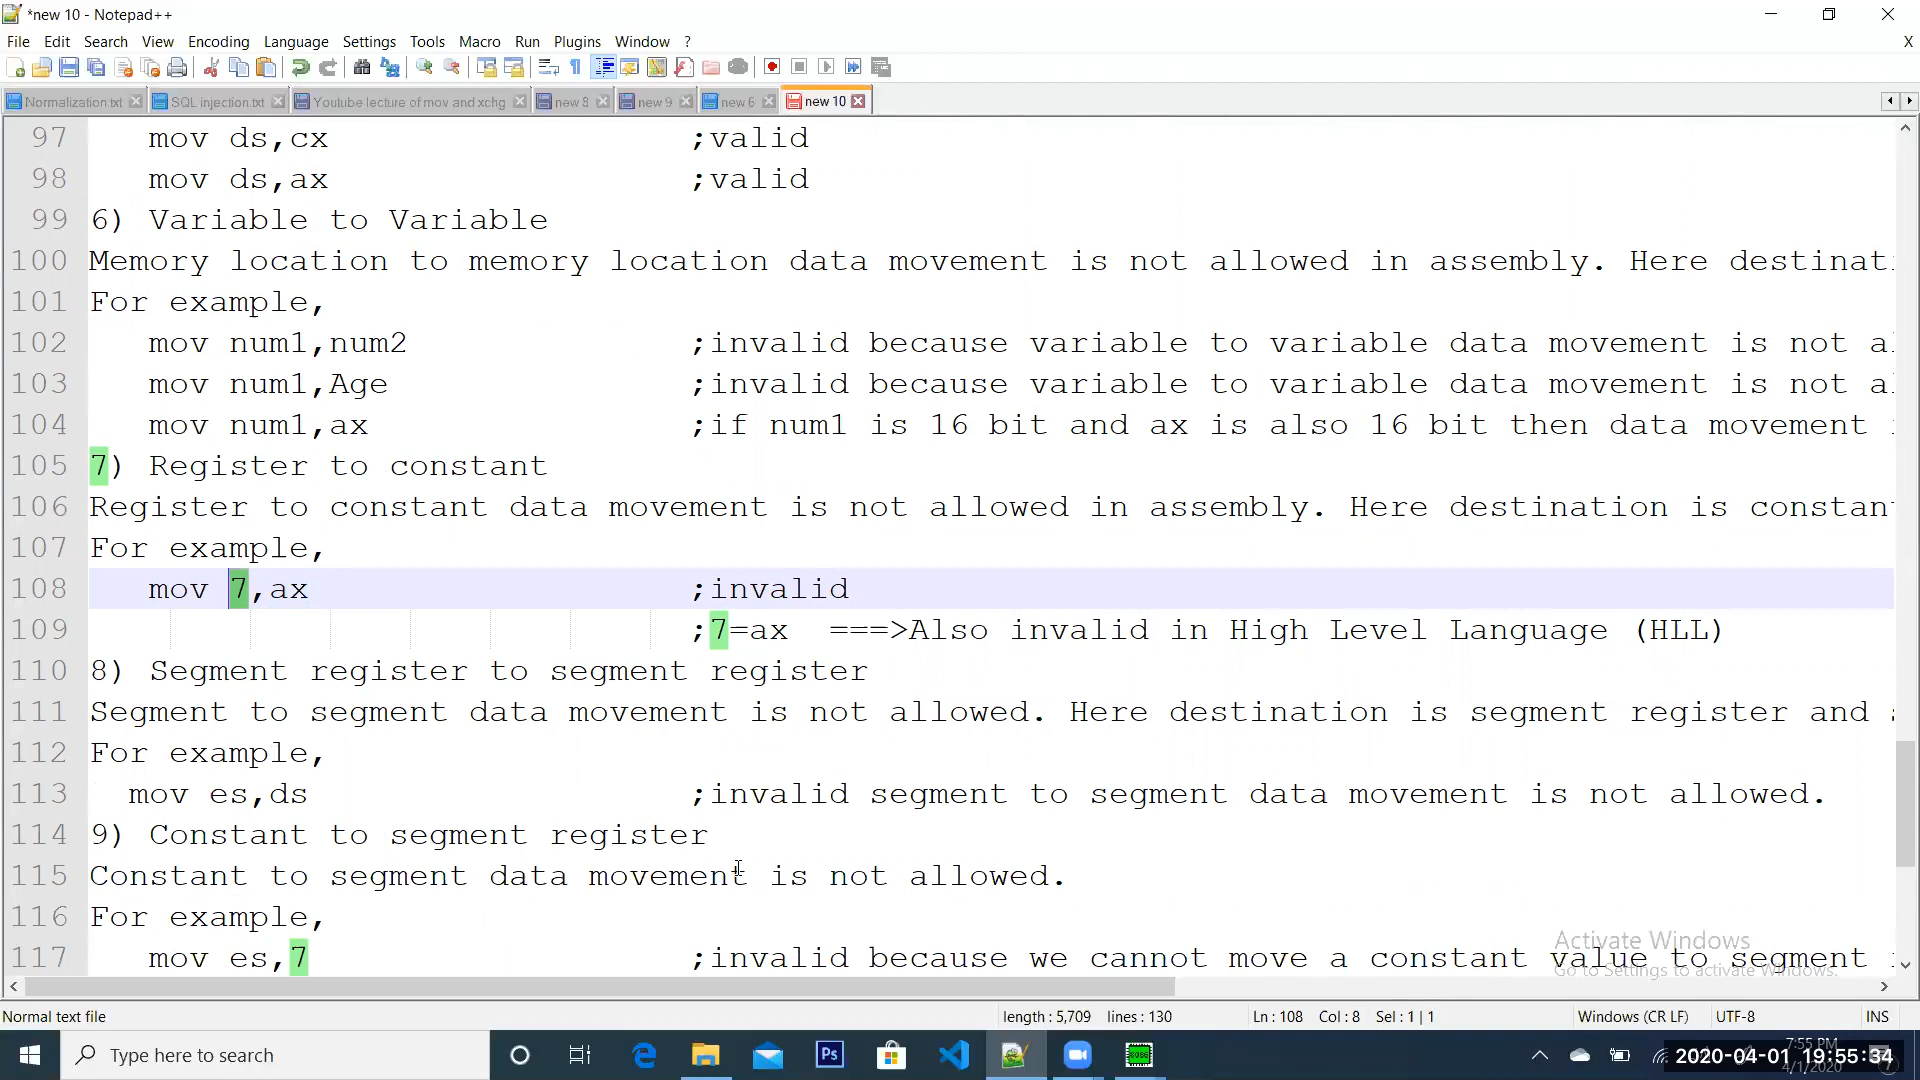 *new 10 - Notepad++
File Edit Search View Encoding Language Settings Tools Macro Run Plugins Window ?
X
Normalization.txt SQL injection.txt Youtube lecture of mov and xchg new 8 new 9 new 6 new 10
97 mov ds,cx ;valid
98 mov ds,ax ;valid
99 6) Variable to Variable
100 Memory location to memory location data movement is not allowed in assembly. Here destinat
101 For example,
102 mov num1,num2 ;invalid because variable to variable data movement is not a
103 mov num1,Age ;invalid because variable to variable data movement is not a
104 mov num1,ax ;if num1 is 16 bit and ax is also 16 bit then data movement
105 7) Register to constant
106 Register to constant data movement is not allowed in assembly. Here destination is constan
107 For example,
108 mov 7,ax ;invalid
109 ;7=ax ===>Also invalid in High Level Language (HLL)
110 8) Segment register to segment register
111 Segment to segment data movement is not allowed. Here destination is segment register and
112 For example,
113 mov es,ds ;invalid segment to segment data movement is not allowed.
114 9) Constant to segment register
115 Constant to segment data movement is not allowed.
116 For example,
117 mov es,7 ;invalid because we cannot move a constant value to segment
Activate Windows
Go to Settings to activate Windows.
Normal text file length : 5,709 lines : 130 Ln : 108 Col : 8 Sel : 1 | 1 Windows (CR LF) UTF-8 INS
Type here to search
Ps
8086
7:55 PM
4/1/2020
2020-04-01 19:55:34